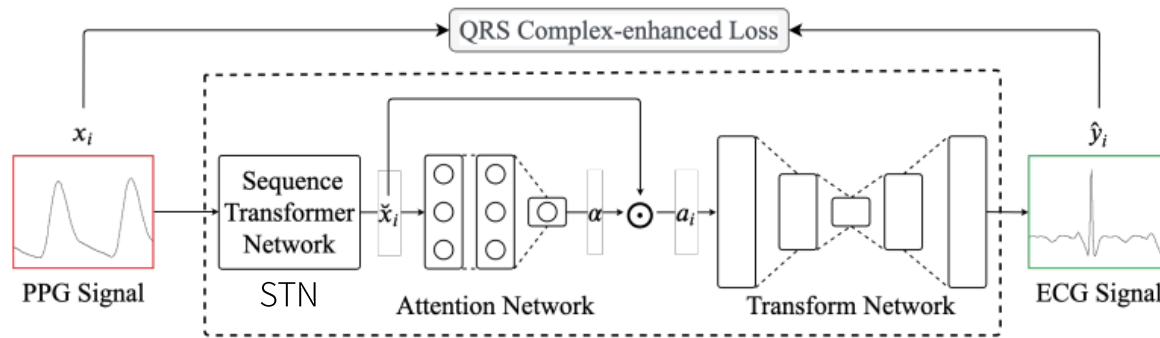 QRS Complex-enhanced Loss
xᵢ
ŷᵢ
Sequence
Transformer
Network
x̌ᵢ
α
⊙
aᵢ
PPG Signal
STN
Attention Network
Transform Network
ECG Signal